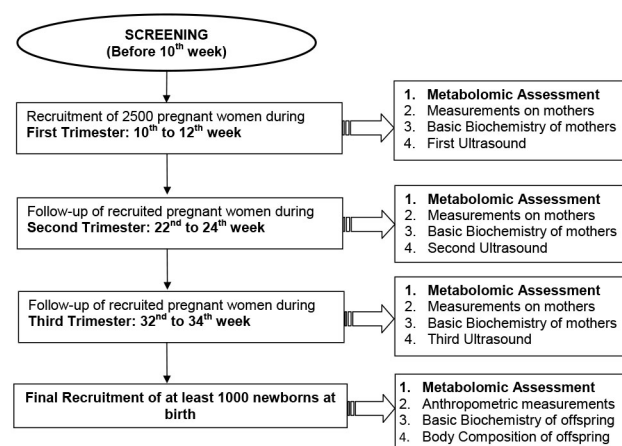 SCREENING
(Before 10th week)
Recruitment of 2500 pregnant women during
First Trimester: 10th to 12th week
1. Metabolomic Assessment
2. Measurements on mothers
3. Basic Biochemistry of mothers
4. First Ultrasound
Follow-up of recruited pregnant women during
Second Trimester: 22nd to 24th week
1. Metabolomic Assessment
2. Measurements on mothers
3. Basic Biochemistry of mothers
4. Second Ultrasound
Follow-up of recruited pregnant women during
Third Trimester: 32nd to 34th week
1. Metabolomic Assessment
2. Measurements on mothers
3. Basic Biochemistry of mothers
4. Third Ultrasound
Final Recruitment of at least 1000 newborns at
birth
1. Metabolomic Assessment
2. Anthropometric measurements
3. Basic Biochemistry of offspring
4. Body Composition of offspring